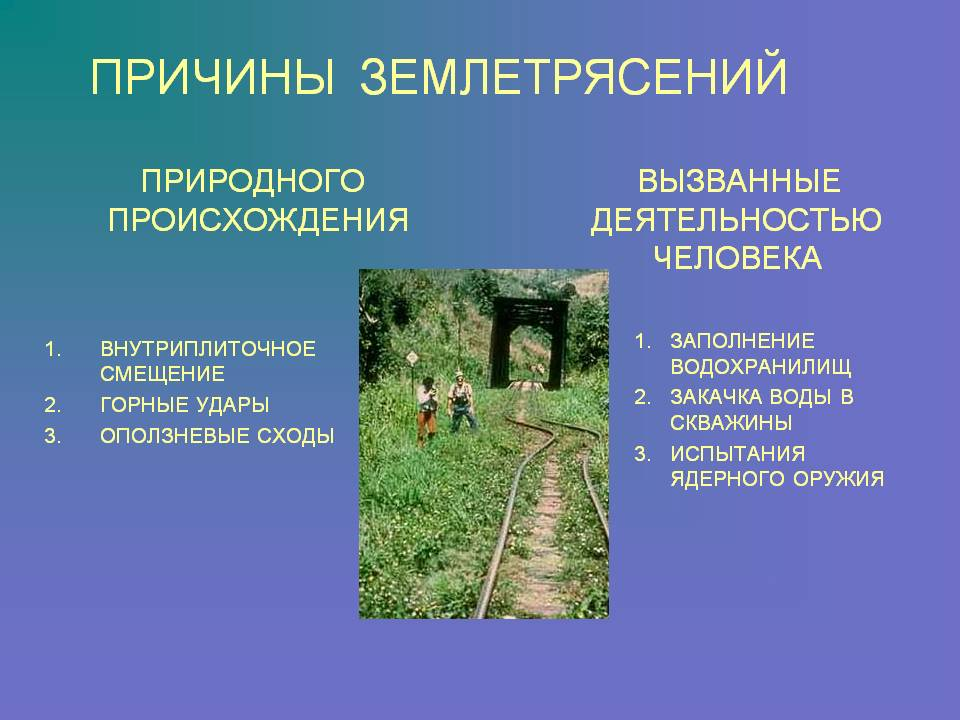 ПРИЧИНЫ ЗЕМЛЕТРЯСЕНИЙ
ПРИРОДНОГО
ПРОИСХОЖДЕНИЯ
1. ВНУТРИПЛИТОЧНОЕ
СМЕЩЕНИЕ
2. ГОРНЫЕ УДАРЫ
3. ОПОЛЗНЕВЫЕ СХОДЫ
ВЫЗВАННЫЕ
ДЕЯТЕЛЬНОСТЬЮ
ЧЕЛОВЕКА
1. ЗАПОЛНЕНИЕ
ВОДОХРАНИЛИЩ
2. ЗАКАЧКА ВОДЫ В
СКВАЖИНЫ
3. ИСПЫТАНИЯ
ЯДЕРНОГО ОРУЖИЯ